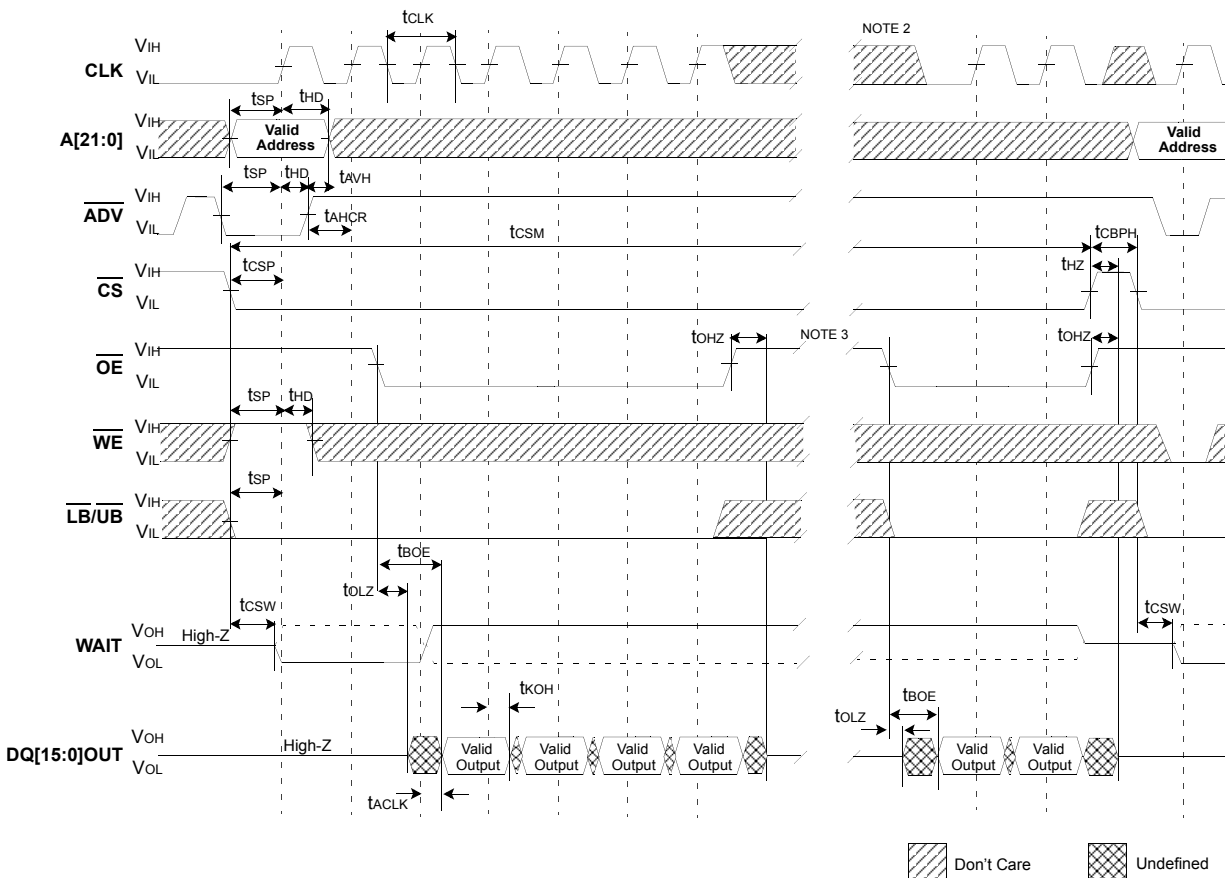 tCLK
NOTE 2
CLK VIH
VIL
tSP tHD
A[21:0] VIH
VIL
Valid
Address
Valid
Address
tSP tHD tAVH
ADV VIH
VIL
tAHCR
tCSM
tCBPH
tCSP
tHZ
CS VIH
VIL
tOHZ
NOTE 3
tOHZ
OE VIH
VIL
tSP tHD
WE VIH
VIL
tSP
LB/UB VIH
VIL
tBOE
tOLZ
tCSW
tCSW
WAIT VOH
High-Z
VOL
tKOH
tBOE
tOLZ
DQ[15:0]OUT VOH
High-Z
VOL
Valid
Output
Valid
Output
Valid
Output
Valid
Output
Valid
Output
Valid
Output
tACLK
Don't Care
Undefined